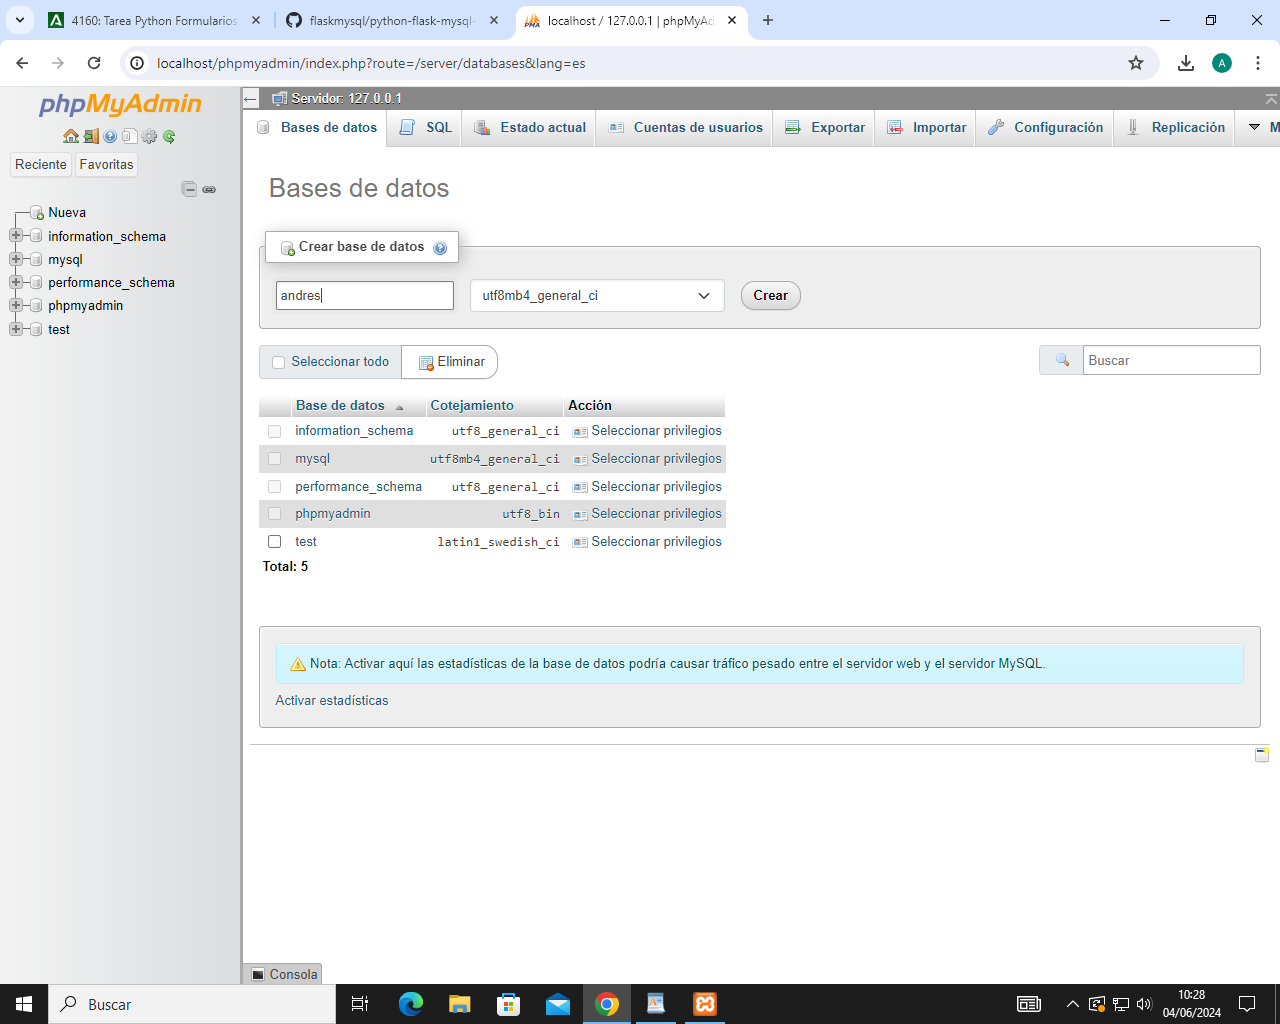 4160: Tarea Python Formularios
flaskmysql/python-flask-mysql-
localhost / 127.0.0.1 | phpMyAd
localhost/phpmyadmin/index.php?route=/server/databases&lang=es
A
phpMyAdmin
Reciente
Favoritas
Nueva
information_schema
mysql
performance_schema
phpmyadmin
test
Servidor: 127.0.0.1
Bases de datos
SQL
Estado actual
Cuentas de usuarios
Exportar
Importar
Configuración
Replicación
M
Bases de datos
Crear base de datos
andres
utf8mb4_general_ci
Crear
Seleccionar todo
Eliminar
Buscar
Base de datos Cotejamiento Acción
information_schema utf8_general_ci Seleccionar privilegios
mysql utf8mb4_general_ci Seleccionar privilegios
performance_schema utf8_general_ci Seleccionar privilegios
phpmyadmin utf8_bin Seleccionar privilegios
test latin1_swedish_ci Seleccionar privilegios
Total: 5
Nota: Activar aquí las estadísticas de la base de datos podría causar tráfico pesado entre el servidor web y el servidor MySQL.
Activar estadísticas
Consola
Buscar
10:28
04/06/2024